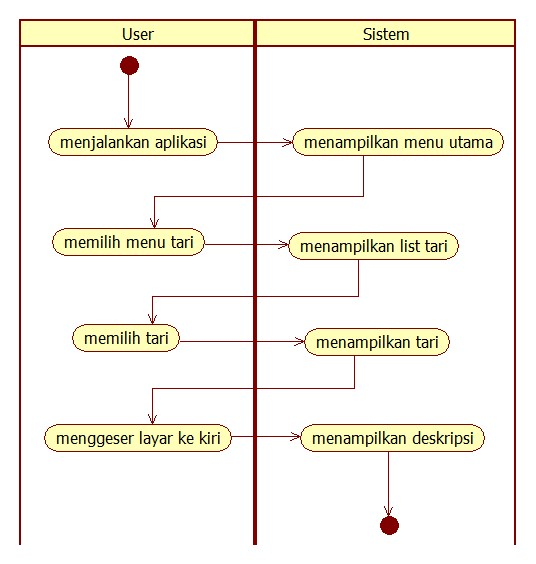 User
Sistem
menjalankan aplikasi
menampilkan menu utama
memilih menu tari
menampilkan list tari
memilih tari
menampilkan tari
menggeser layar ke kiri
menampilkan deskripsi